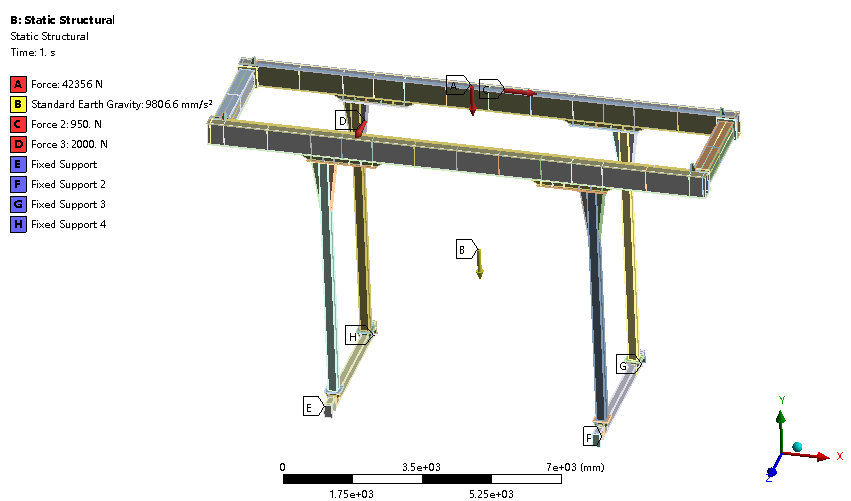 B: Static Structural
Static Structural
Time: 1. s
A Force: 42356 N
B Standard Earth Gravity: 9806.6 mm/s²
C Force 2: 950. N
D Force 3: 2000. N
E Fixed Support
F Fixed Support 2
G Fixed Support 3
H Fixed Support 4
A
C
D
B
H
G
E
F
Y
X
Z
0 3.5e+03 7e+03 (mm)
1.75e+03 5.25e+03